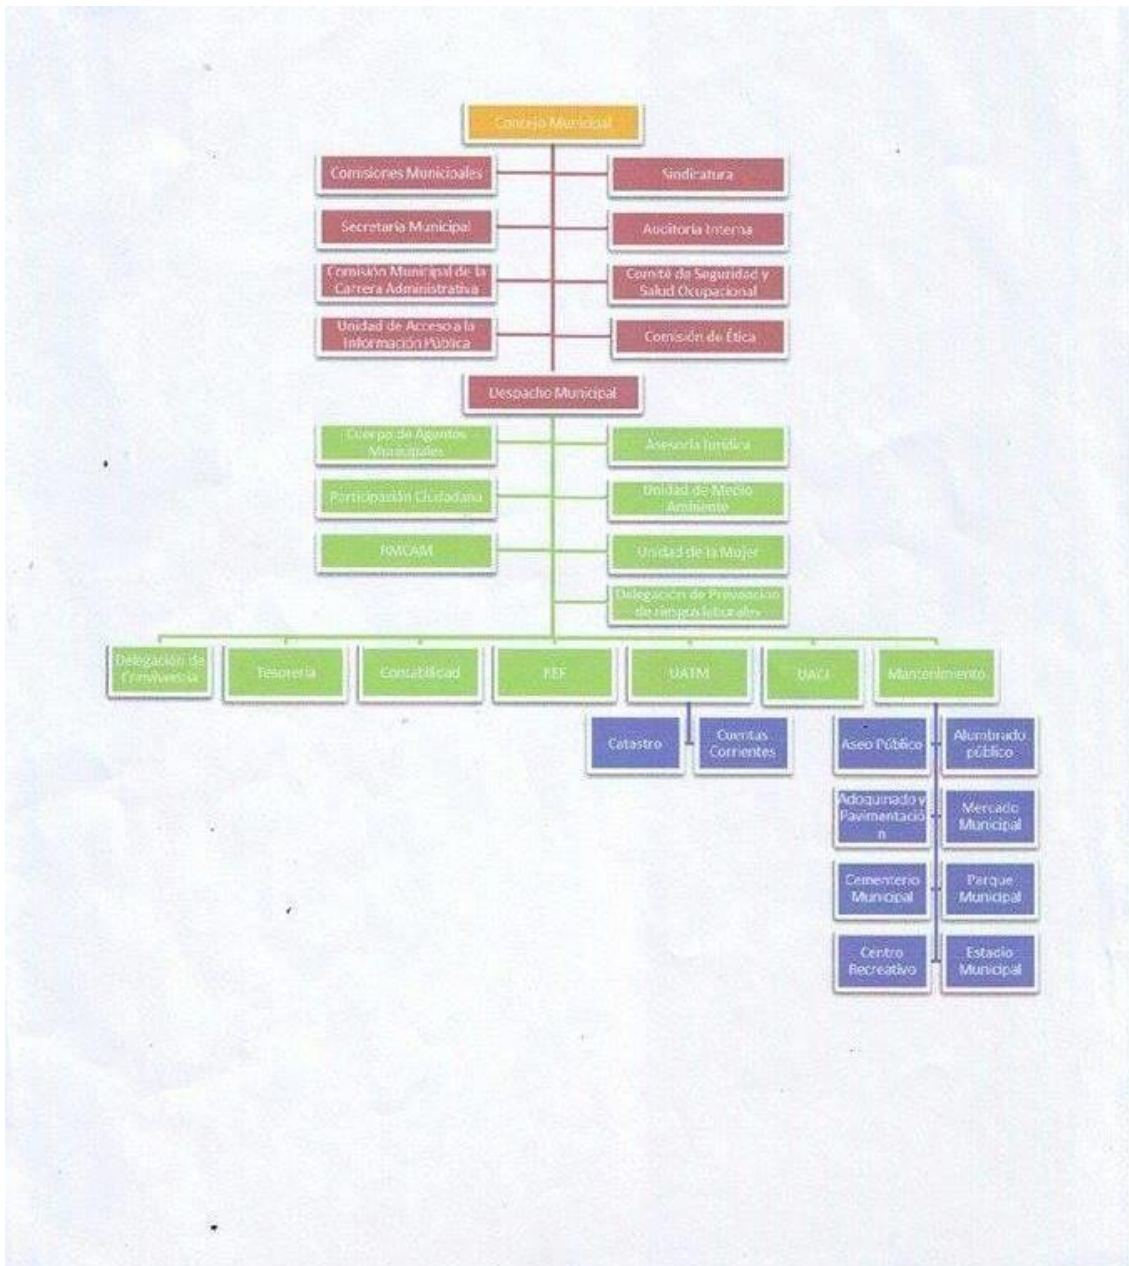 Concejo Municipal
Comisiones Municipales
Sindicatura
Secretaria Municipal
Auditoria Interna
Comisión Municipal de la
Carrera Administrativa
Comité de Seguridad y
Salud Ocupacional
Unidad de Acceso a la
Información Pública
Comisión de Ética
Despacho Municipal
Cuerpo de Agentes
Municipales
Asesoría Jurídica
Participación Ciudadana
Unidad de Medio
Ambiente
Unidad de la Mujer
Delegación de Prevención
de riesgos laborales
Delegación de
Convivencia
Tesorería
Contabilidad
REF
UATM
UACI
Mantenimiento
Catastro
Cuentas
Corrientes
Aseo Público
Alumbrado
público
Adoquinado y
Pavimentació
n
Mercado
Municipal
Cementerio
Municipal
Parque
Municipal
Centro
Recreativo
Estadio
Municipal